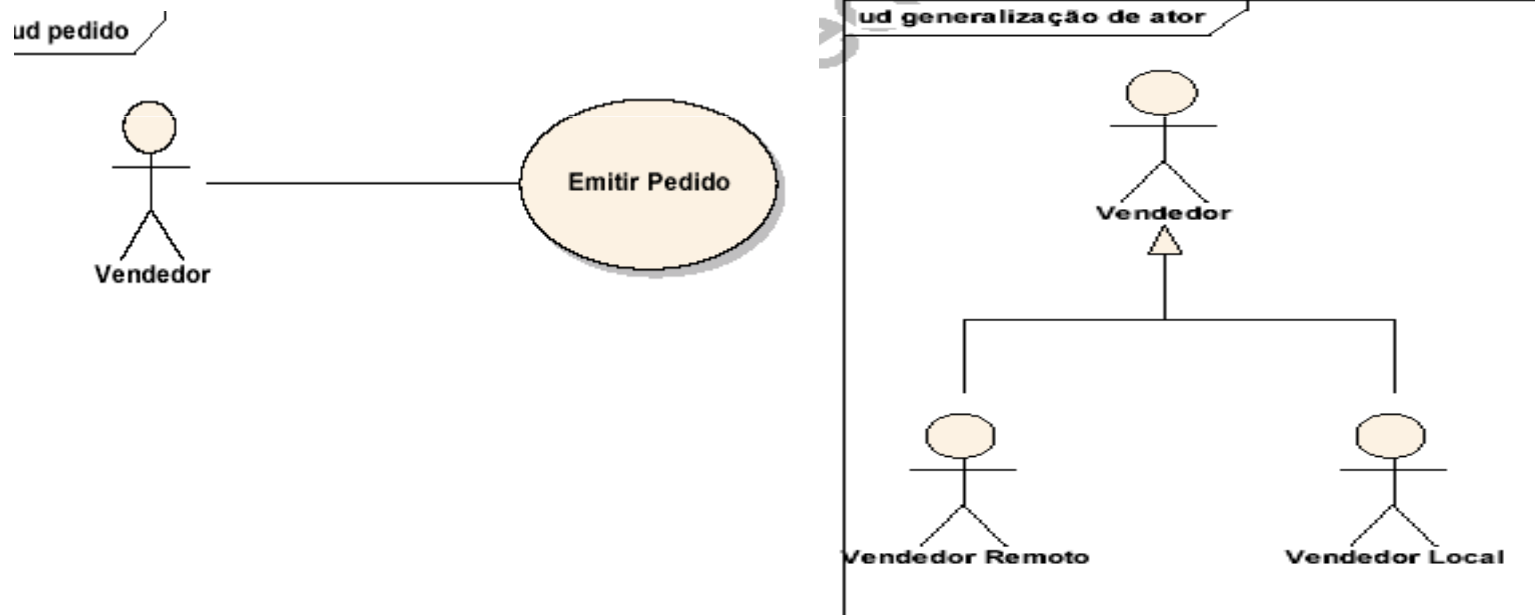 ud pedido
Emitir Pedido
Vendedor
ud generalização de ator
Vendedor
Vendedor Remoto
Vendedor Local